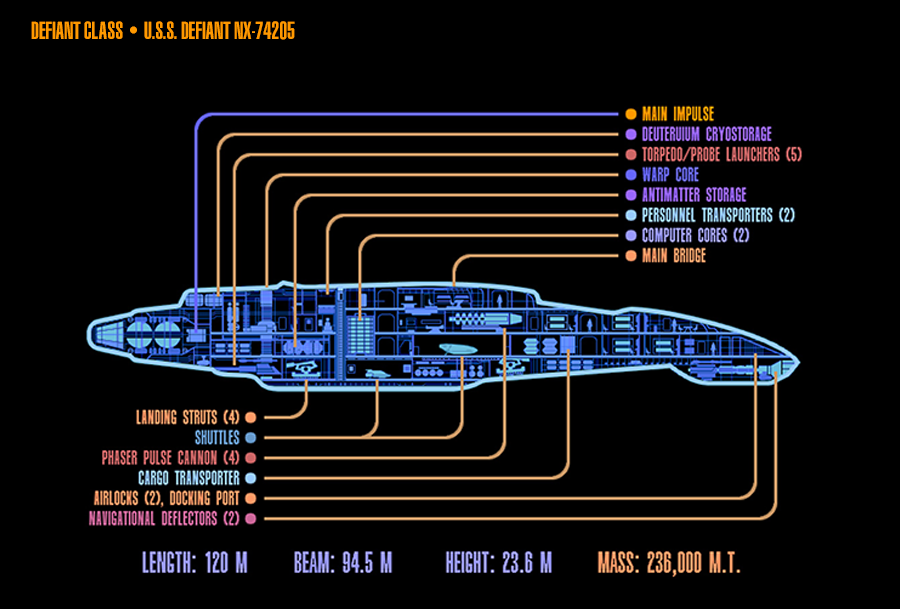 DEFIANT CLASS • U.S.S. DEFIANT NX-74205
MAIN IMPULSE
DEUTERUIUM CRYOSTORAGE
TORPEDO/PROBE LAUNCHERS (5)
WARP CORE
ANTIMATTER STORAGE
PERSONNEL TRANSPORTERS (2)
COMPUTER CORES (2)
MAIN BRIDGE
LANDING STRUTS (4)
SHUTTLES
PHASER PULSE CANNON (4)
CARGO TRANSPORTER
AIRLOCKS (2), DOCKING PORT
NAVIGATIONAL DEFLECTORS (2)
LENGTH: 120 M BEAM: 94.5 M HEIGHT: 23.6 M MASS: 236,000 M.T.